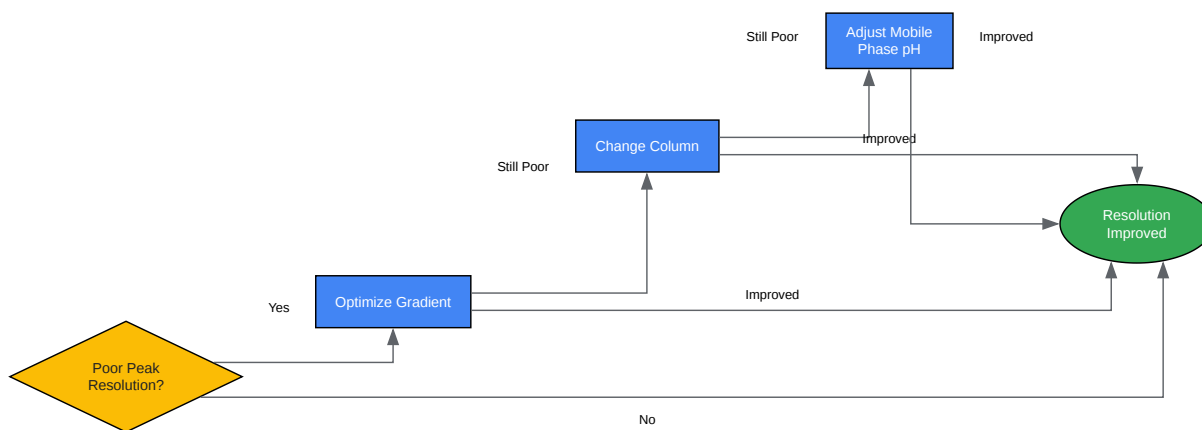 Still Poor
Adjust Mobile
Phase pH
Improved
Change Column
Improved
Still Poor
Resolution
Improved
Yes
Optimize Gradient
Improved
Poor Peak
Resolution?
No